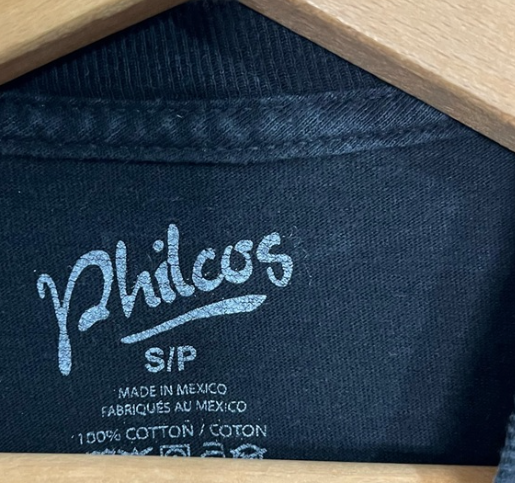 Philcos
S/P
MADE IN MEXICO
FABRIQUÉS AU MEXICO
100% COTTON / COTON